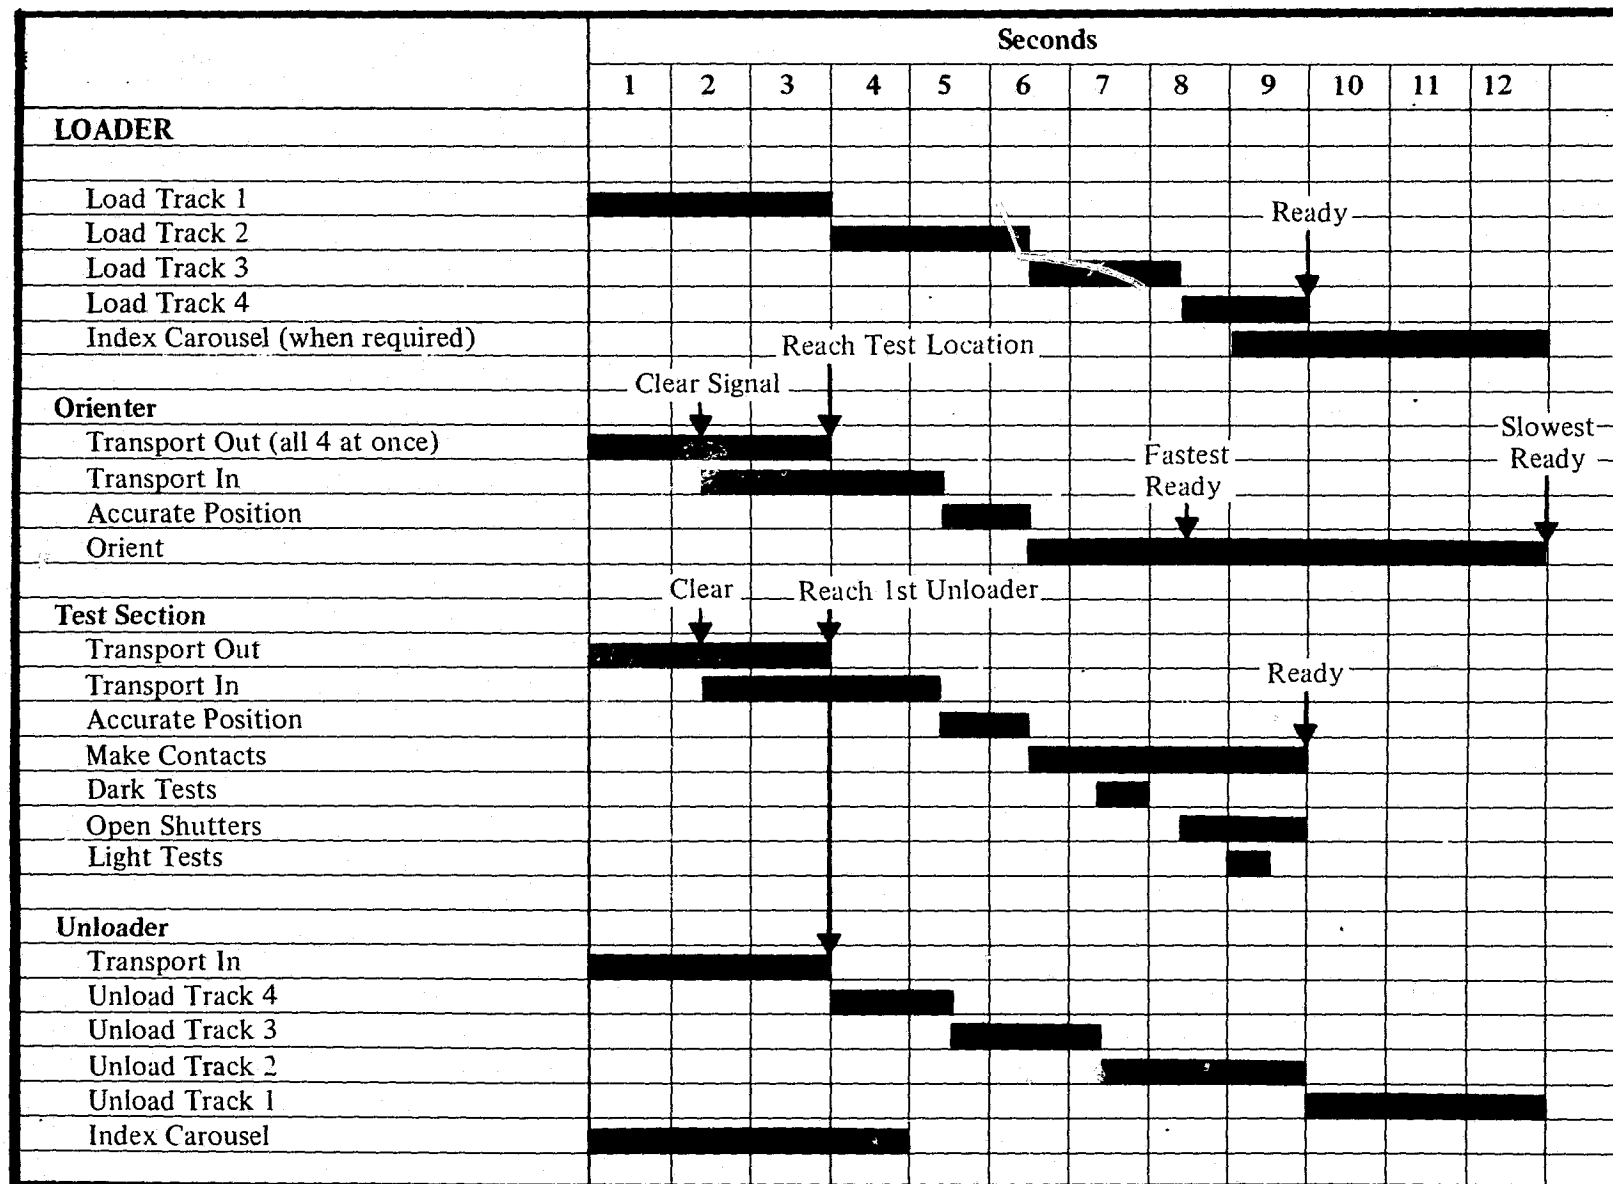 Seconds
1 2 3 4 5 6 7 8 9 10 11 12
LOADER
Load Track 1
Ready
Load Track 2
Load Track 3
Load Track 4
Index Carousel (when required)
Reach Test Location
Clear Signal
Orienter
Transport Out (all 4 at once)
Slowest
Ready
Fastest
Ready
Transport In
Accurate Position
Orient
Clear
Reach 1st Unloader
Test Section
Transport Out
Transport In
Ready
Accurate Position
Make Contacts
Dark Tests
Open Shutters
Light Tests
Unloader
Transport In
Unload Track 4
Unload Track 3
Unload Track 2
Unload Track 1
Index Carousel